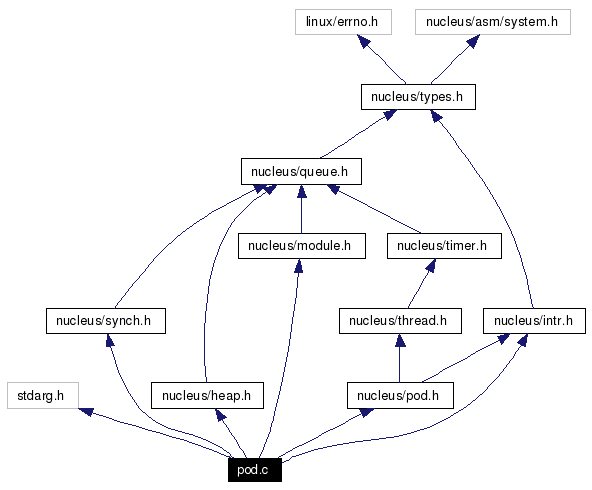 linux/errno.h
nucleus/asm/system.h
nucleus/types.h
nucleus/queue.h
nucleus/module.h
nucleus/timer.h
nucleus/synch.h
nucleus/thread.h
nucleus/intr.h
stdarg.h
nucleus/heap.h
nucleus/pod.h
pod.c